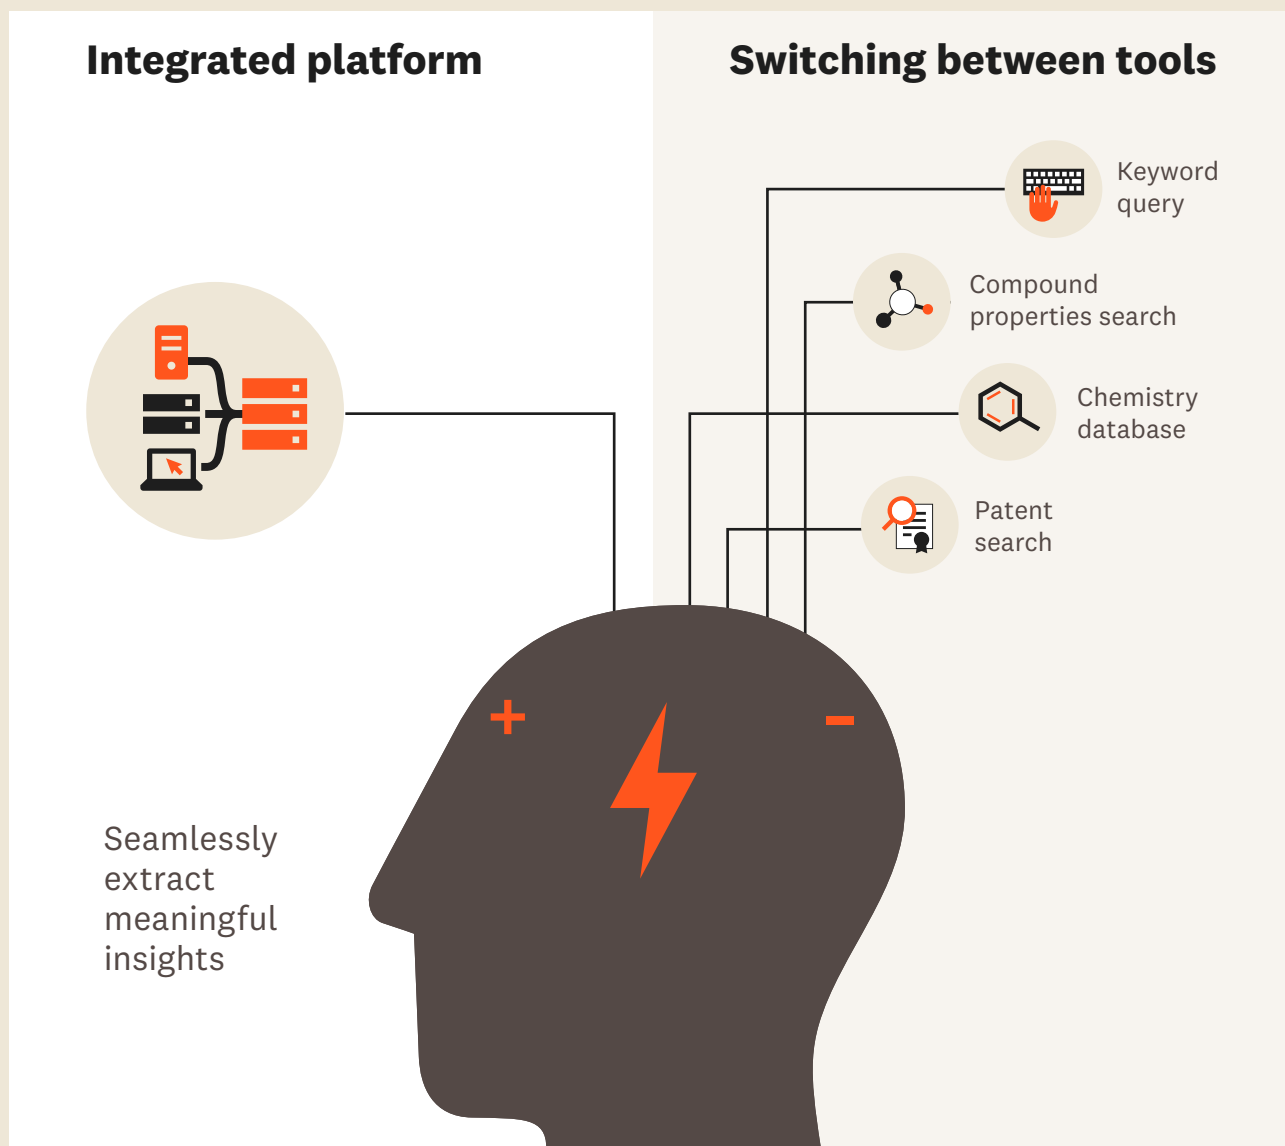 Integrated platform
Switching between tools
Keyword
query
Compound
properties search
Chemistry
database
Patent
search
Seamlessly
extract
meaningful
insights